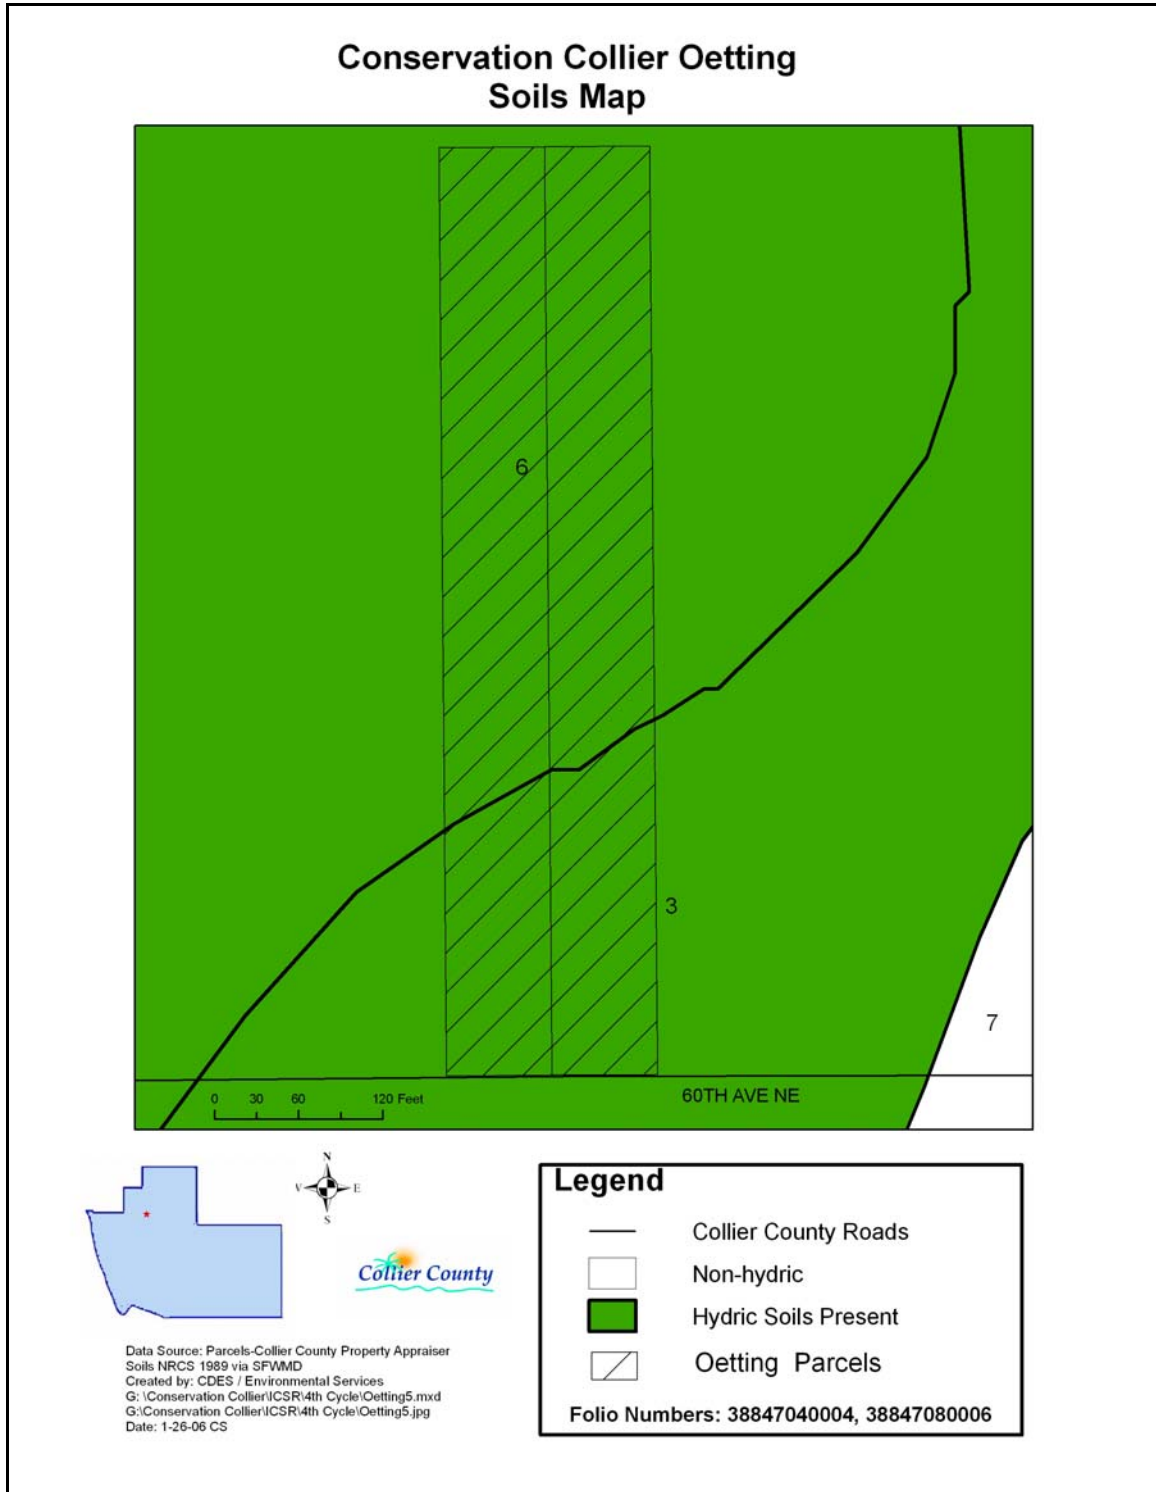 Conservation Collier Oetting
Soils Map
6
3
7
0 30 60 120 Feet
60TH AVE NE
N
W E
S
Collier County
Data Source: Parcels-Collier County Property Appraiser
Soils NRCS 1989 via SFWMD
Created by: CDES / Environmental Services
G: \Conservation Collier\ICSR\4th Cycle\Oetting5.mxd
G:\Conservation Collier\ICSR\4th Cycle\Oetting5.jpg
Date: 1-26-06 CS
Legend
Collier County Roads
Non-hydric
Hydric Soils Present
Oetting Parcels
Folio Numbers: 38847040004, 38847080006